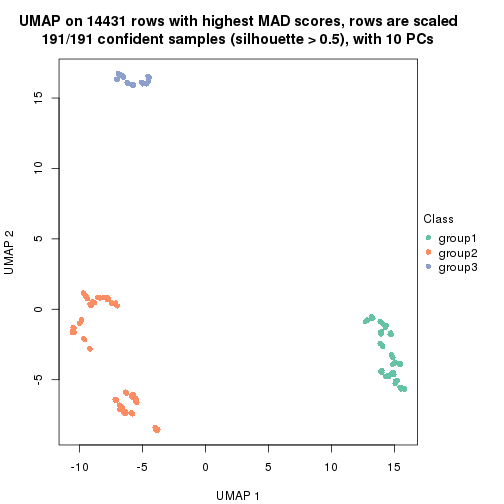 UMAP on 14431 rows with highest MAD scores, rows are scaled
191/191 confident samples (silhouette > 0.5), with 10 PCs
15
10
5
0
-5
UMAP 2
-10
-5
0
5
10
15
UMAP 1
Class
group1
group2
group3